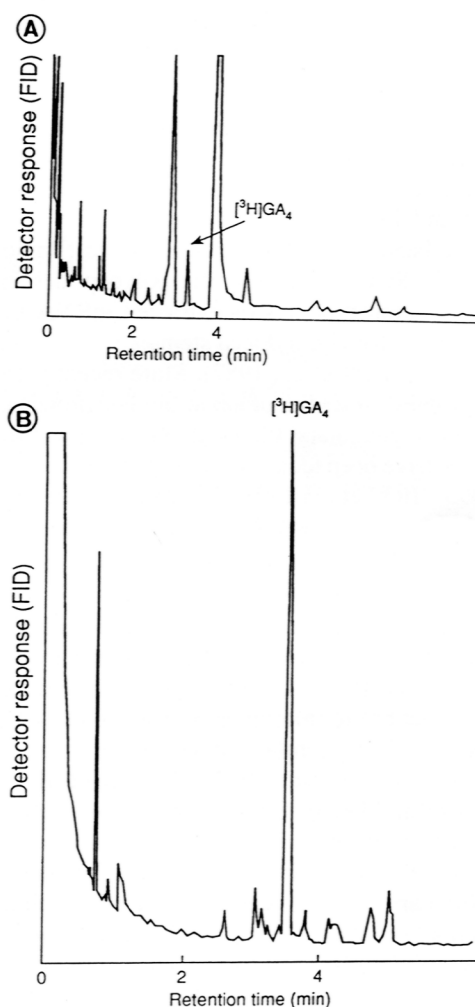 A
Detector response (FID)
[³H]GA₄
0 2 4
Retention time (min)
B
[³H]GA₄
Detector response (FID)
0 2 4
Retention time (min)